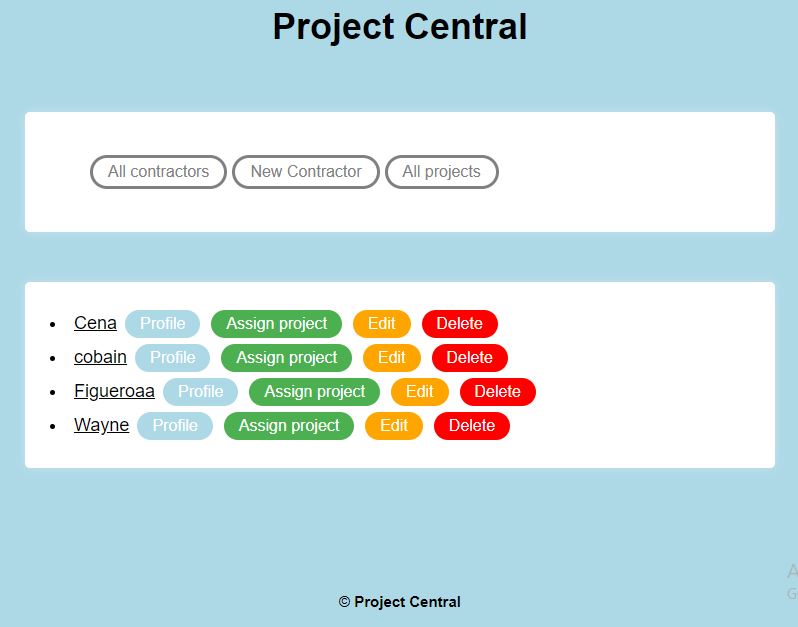 Project Central
All contractors New Contractor All projects
Cena Profile Assign project Edit Delete
cobain Profile Assign project Edit Delete
Figueroaa Profile Assign project Edit Delete
Wayne Profile Assign project Edit Delete
A
G
© Project Central